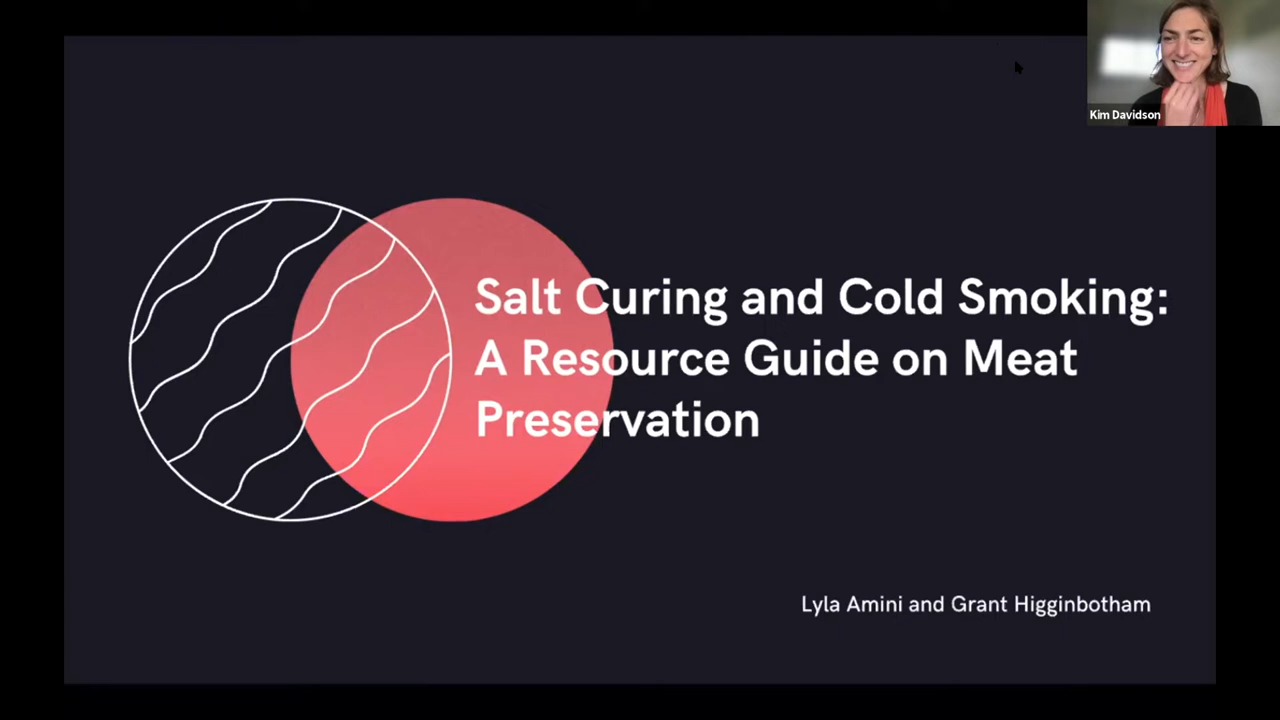 Kim Davidson
Salt Curing and Cold Smoking:
A Resource Guide on Meat
Preservation
Lyla Amini and Grant Higginbotham